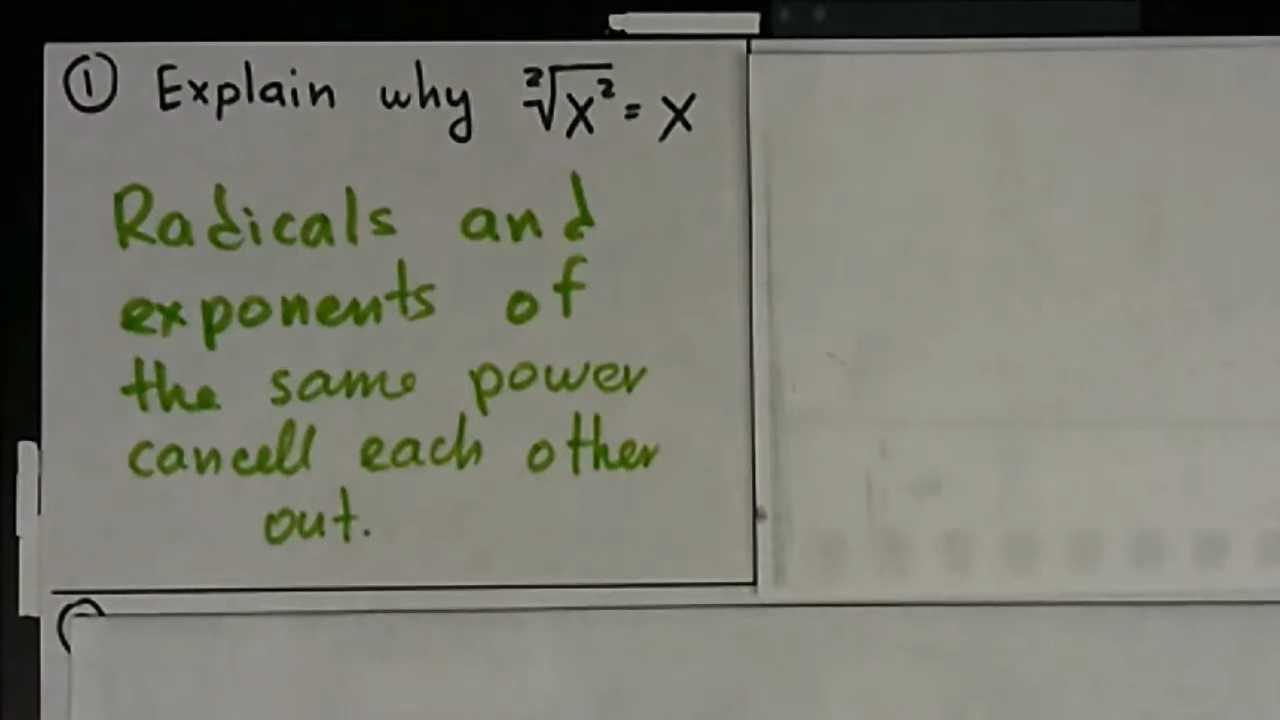 ① Explain why ²√x² = x
Radicals and
exponents of
the same power
cancell each other
out.